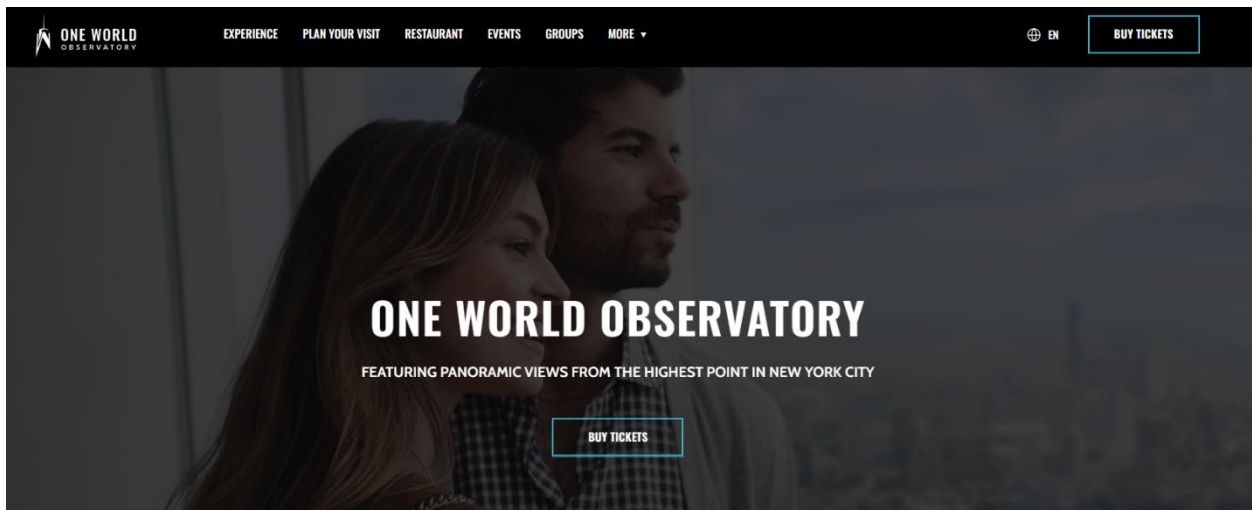 ONE WORLD
OBSERVATORY
EXPERIENCE
PLAN YOUR VISIT
RESTAURANT
EVENTS
GROUPS
MORE
EN
BUY TICKETS
ONE WORLD OBSERVATORY
FEATURING PANORAMIC VIEWS FROM THE HIGHEST POINT IN NEW YORK CITY
BUY TICKETS